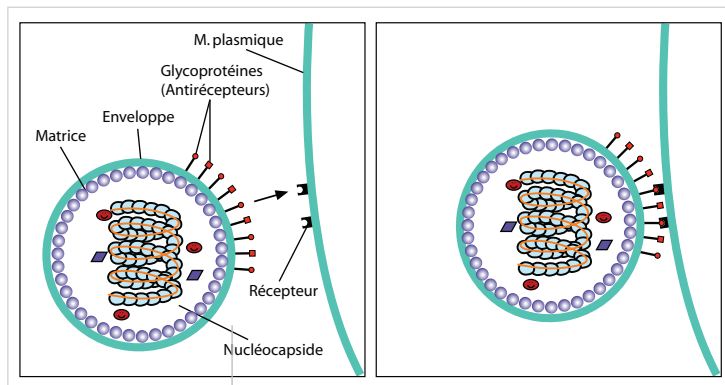 M. plasmique
Glycoprotéines
(Antirécepteurs)
Enveloppe
Matrice
Récepteur
Nucléocapside